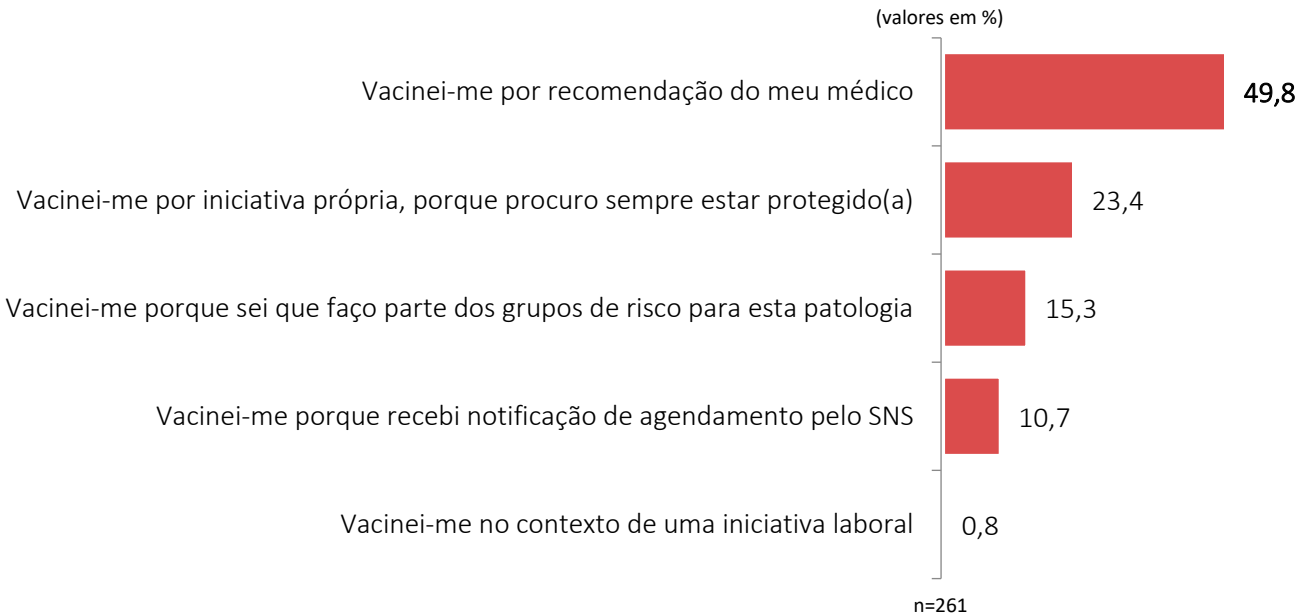 (valores em %)
Vacinei-me por recomendação do meu médico 49,8
Vacinei-me por iniciativa própria, porque procuro sempre estar protegido(a) 23,4
Vacinei-me porque sei que faço parte dos grupos de risco para esta patologia 15,3
Vacinei-me porque recebi notificação de agendamento pelo SNS 10,7
Vacinei-me no contexto de uma iniciativa laboral 0,8
n=261